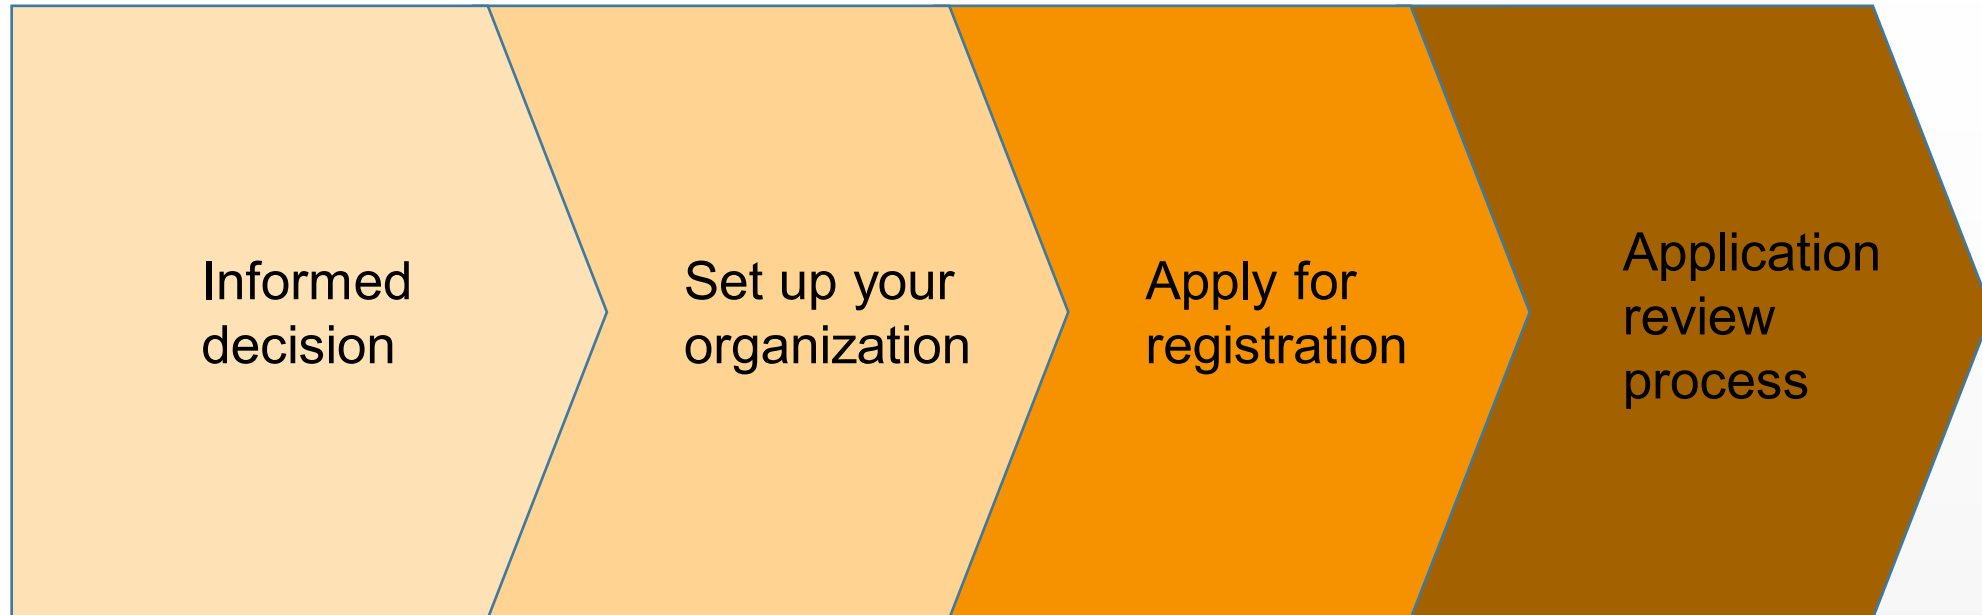 Informed
decision
Set up your
organization
Apply for
registration
Application
review
process